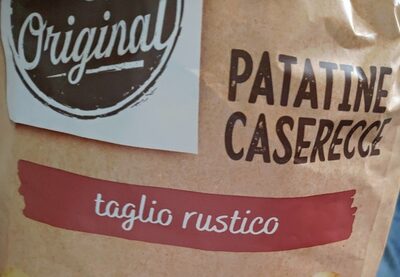 Original
PATATINE
CASERECCE
taglio rustico